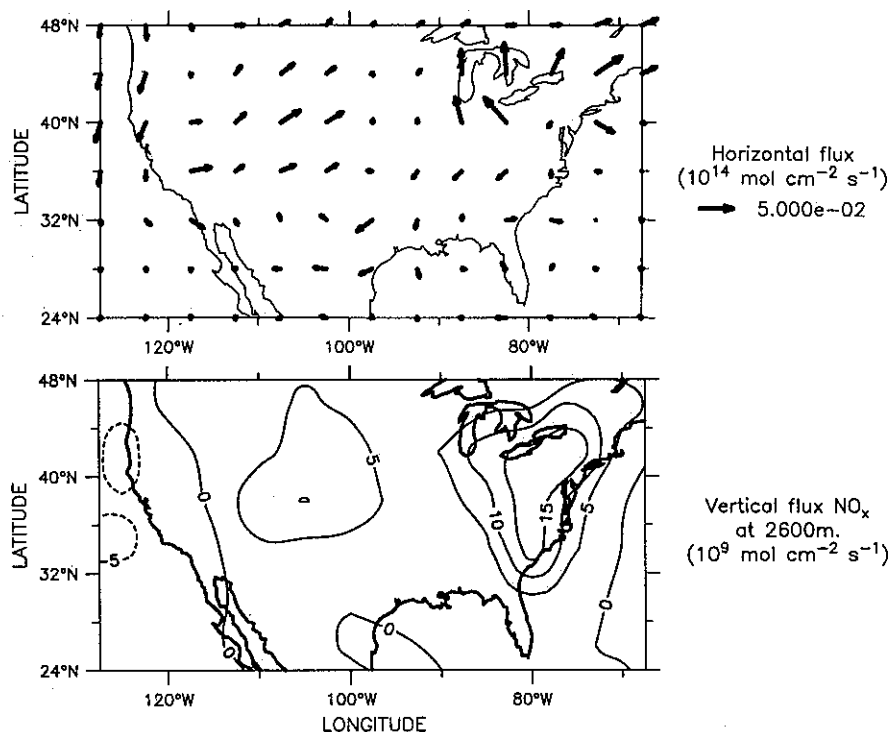 48°N
40°N
32°N
24°N
LATITUDE
120°W
100°W
80°W
Horizontal flux
(10¹⁴ mol cm⁻² s⁻¹)
5.000e−02
48°N
40°N
32°N
24°N
LATITUDE
120°W
100°W
80°W
LONGITUDE
−5
0
0
5
0
10
15
5
0
0
Vertical flux NOₓ
at 2600m.
(10⁹ mol cm⁻² s⁻¹)